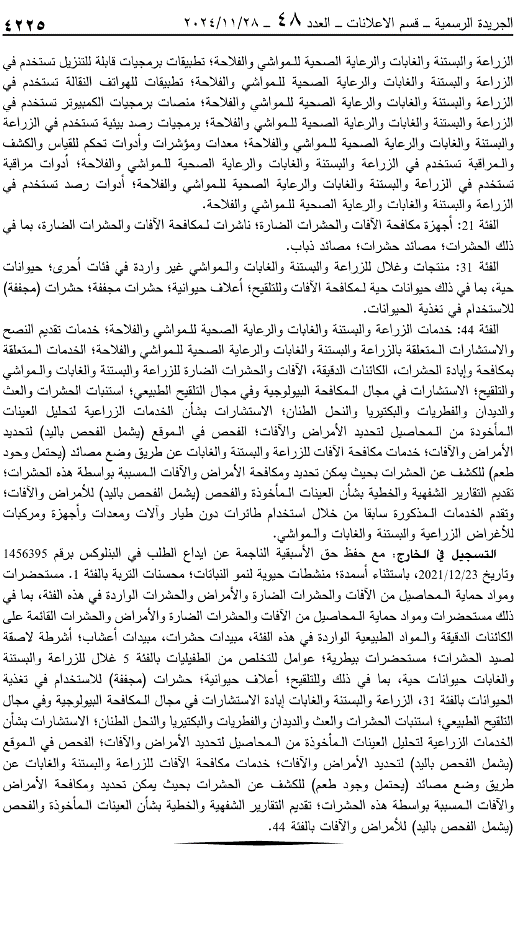 الجريدة الرسمية – قسم الاعلانات – العدد ٤٨ – ٢٠٢٤/١١/٢٨ ٤٢٢٥
الزراعة والبستنة والغابات والرعاية الصحية للمواشي والفلاحة؛ تطبيقات برمجيات قابلة للتنزيل تستخدم في
الزراعة والبستنة والغابات والرعاية الصحية للمواشي والفلاحة؛ تطبيقات للهواتف النقالة تستخدم في
الزراعة والبستنة والغابات والرعاية الصحية للمواشي والفلاحة؛ منصات برمجيات الكمبيوتر تستخدم في
الزراعة والبستنة والغابات والرعاية الصحية للمواشي والفلاحة؛ برمجيات رصد بيئية تستخدم في الزراعة
والبستنة والغابات والرعاية الصحية للمواشي والفلاحة؛ معدات ومؤشرات وأدوات تحكم للقياس والكشف
والمراقبة تستخدم في الزراعة والبستنة والغابات والرعاية الصحية للمواشي والفلاحة؛ أدوات مراقبة
تستخدم في الزراعة والبستنة والغابات والرعاية الصحية للمواشي والفلاحة؛ أدوات رصد تستخدم في
الزراعة والبستنة والغابات والرعاية الصحية للمواشي والفلاحة.
الفئة 21: أجهزة مكافحة الآفات والحشرات الضارة؛ ناشرات لمكافحة الآفات والحشرات الضارة، بما في
ذلك الحشرات؛ مصائد حشرات؛ مصائد ذباب.
الفئة 31: منتجات وغلال للزراعة والبستنة والغابات والمواشي غير واردة في فئات أحرى؛ حيوانات
حية، بما في ذلك حيوانات حية لمكافحة الآفات وللتلقيح؛ أعلاف حيوانية؛ حشرات مجففة؛ حشرات (مجففة)
للاستخدام في تغذية الحيوانات.
الفئة 44: خدمات الزراعة والبستنة والغابات والرعاية الصحية للمواشي والفلاحة؛ خدمات تقديم النصح
والاستشارات المتعلقة بالزراعة والبستنة والغابات والرعاية الصحية للمواشي والفلاحة؛ الخدمات المتعلقة
بمكافحة وإبادة الحشرات، الكائنات الدقيقة، الآفات والحشرات الضارة للزراعة والبستنة والغابات والمواشي
والتلقيح؛ الاستشارات في مجال المكافحة البيولوجية وفي مجال التلقيح الطبيعي؛ استنبات الحشرات والعث
والديدان والفطريات والبكتيريا والنحل الطنان؛ الاستشارات بشأن الخدمات الزراعية لتحليل العينات
المأخودة من المحاصيل لتحديد الأمراض والآفات؛ الفحص في الموقع (يشمل الفحص باليد) لتحديد
الأمراض والآفات؛ خدمات مكافحة الآفات للزراعة والبستنة والغابات عن طريق وضع مصائد (يحتمل وجود
طعم) للكشف عن الحشرات بحيث يمكن تحديد ومكافحة الأمراض والآفات المسببة بواسطة هذه الحشرات؛
تقديم التقارير الشفهية والخطية بشأن العينات المأخوذة والفحص (يشمل الفحص باليد) للأمراض والآفات؛
وتقدم الخدمات المذكورة سابقا من خلال استخدام طائرات دون طيار وآلات ومعدات وأجهزة ومركبات
للأغراض الزراعية والبستنة والغابات والمواشي.
التسجيل في الخارج: مع حفظ حق الأسبقية الناجمة عن ايداع الطلب في البنلوكس برقم 1456395
وتاريخ 2021/12/23، باستثناء أسمدة؛ منشطات حيوية لنمو النباتات؛ محسنات التربة بالفئة 1. مستحضرات
ومواد حماية المحاصيل من الآفات والحشرات الضارة والأمراض والحشرات الواردة في هذه الفئة، بما في
ذلك مستحضرات ومواد حماية المحاصيل من الآفات والحشرات الضارة والأمراض والحشرات القائمة على
الكائنات الدقيقة والمواد الطبيعية الواردة في هذه الفئة، مبيدات حشرات، مبيدات أعشاب؛ أشرطة لاصقة
لصيد الحشرات؛ مستحضرات بيطرية؛ عوامل للتخلص من الطفيليات بالفئة 5 غلال للزراعة والبستنة
والغابات حيوانات حية، بما في ذلك وللتلقيح؛ أعلاف حيوانية؛ حشرات (مجففة) للاستخدام في تغذية
الحيوانات بالفئة 31، الزراعة والبستنة والغابات إبادة الاستشارات في مجال المكافحة البيولوجية وفي مجال
التلقيح الطبيعي؛ استنبات الحشرات والعث والديدان والفطريات والبكتيريا والنحل الطنان؛ الاستشارات بشأن
الخدمات الزراعية لتحليل العينات المأخوذة من المحاصيل لتحديد الأمراض والآفات؛ الفحص في الموقع
(يشمل الفحص باليد) لتحديد الأمراض والآفات؛ خدمات مكافحة الآفات للزراعة والبستنة والغابات عن
طريق وضع مصائد (يحتمل وجود طعم) للكشف عن الحشرات بحيث يمكن تحديد ومكافحة الأمراض
والآفات المسببة بواسطة هذه الحشرات؛ تقديم التقارير الشفهية والخطية بشأن العينات المأخوذة والفحص
(يشمل الفحص باليد) للأمراض والآفات بالفئة 44.